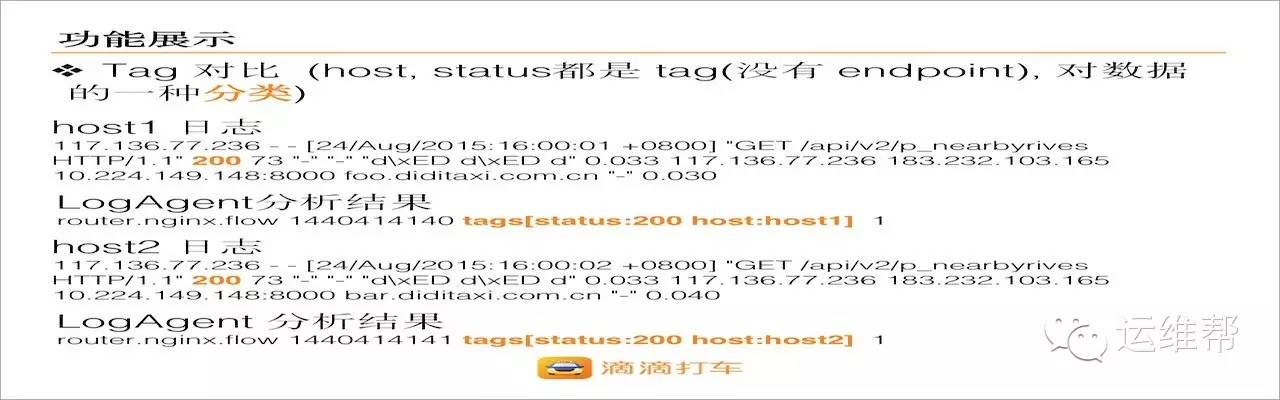 功能展示
❖ Tag 对比 (host, status都是 tag(没有 endpoint), 对数据
的一种分类)
host1 日志
117.136.77.236 - - [24/Aug/2015:16:00:01 +0800] "GET /api/v2/p_nearbyrives
HTTP/1.1" 200 73 "-" "-" "d\xED d\xED d" 0.033 117.136.77.236 183.232.103.165
10.224.149.148:8000 foo.diditaxi.com.cn "-" 0.030
LogAgent分析结果
router.nginx.flow 1440414140 tags[status:200 host:host1] 1
host2 日志
117.136.77.236 - - [24/Aug/2015:16:00:02 +0800] "GET /api/v2/p_nearbyrives
HTTP/1.1" 200 73 "-" "-" "d\xED d\xED d" 0.033 117.136.77.236 183.232.103.165
10.224.149.148:8000 bar.diditaxi.com.cn "-" 0.040
LogAgent 分析结果
router.nginx.flow 1440414141 tags[status:200 host:host2] 1
运维帮
滴滴打车